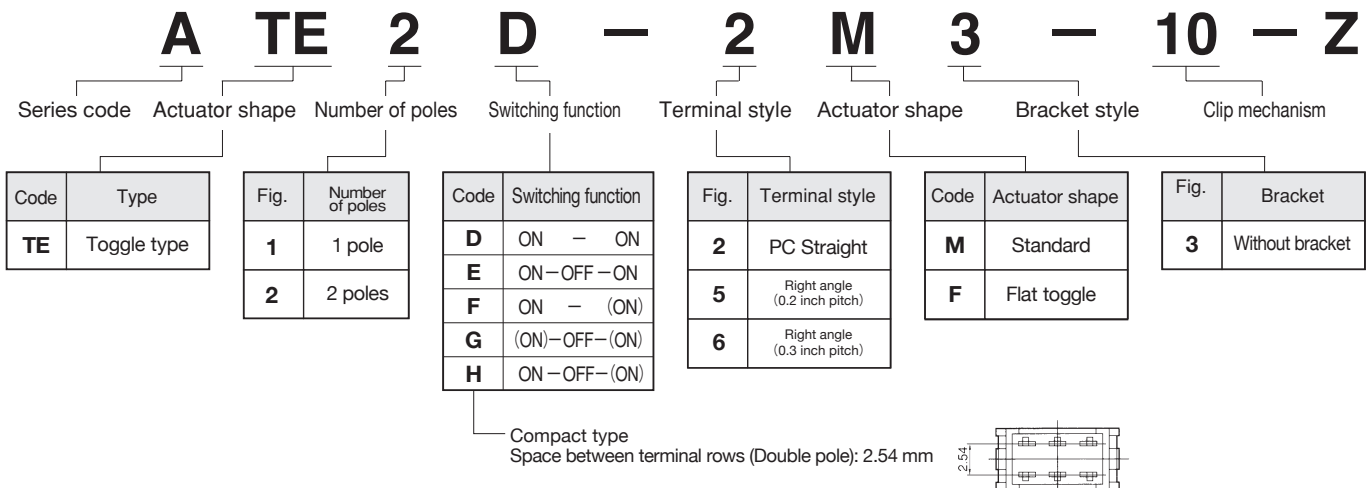 A TE 2 D - 2 M 3 - 10 - Z
Series code Actuator shape Number of poles Switching function Terminal style Actuator shape Bracket style Clip mechanism
Code Type
TE Toggle type
Fig. Number of poles
1 1 pole
2 2 poles
Code Switching function
D ON — ON
E ON-OFF-ON
F ON — (ON)
G (ON)-OFF-(ON)
H ON-OFF-(ON)
Fig. Terminal style
2 PC Straight
5 Right angle
(0.2 inch pitch)
6 Right angle
(0.3 inch pitch)
Code Actuator shape
M Standard
F Flat toggle
Fig. Bracket
3 Without bracket
Compact type
Space between terminal rows (Double pole): 2.54 mm
2.54